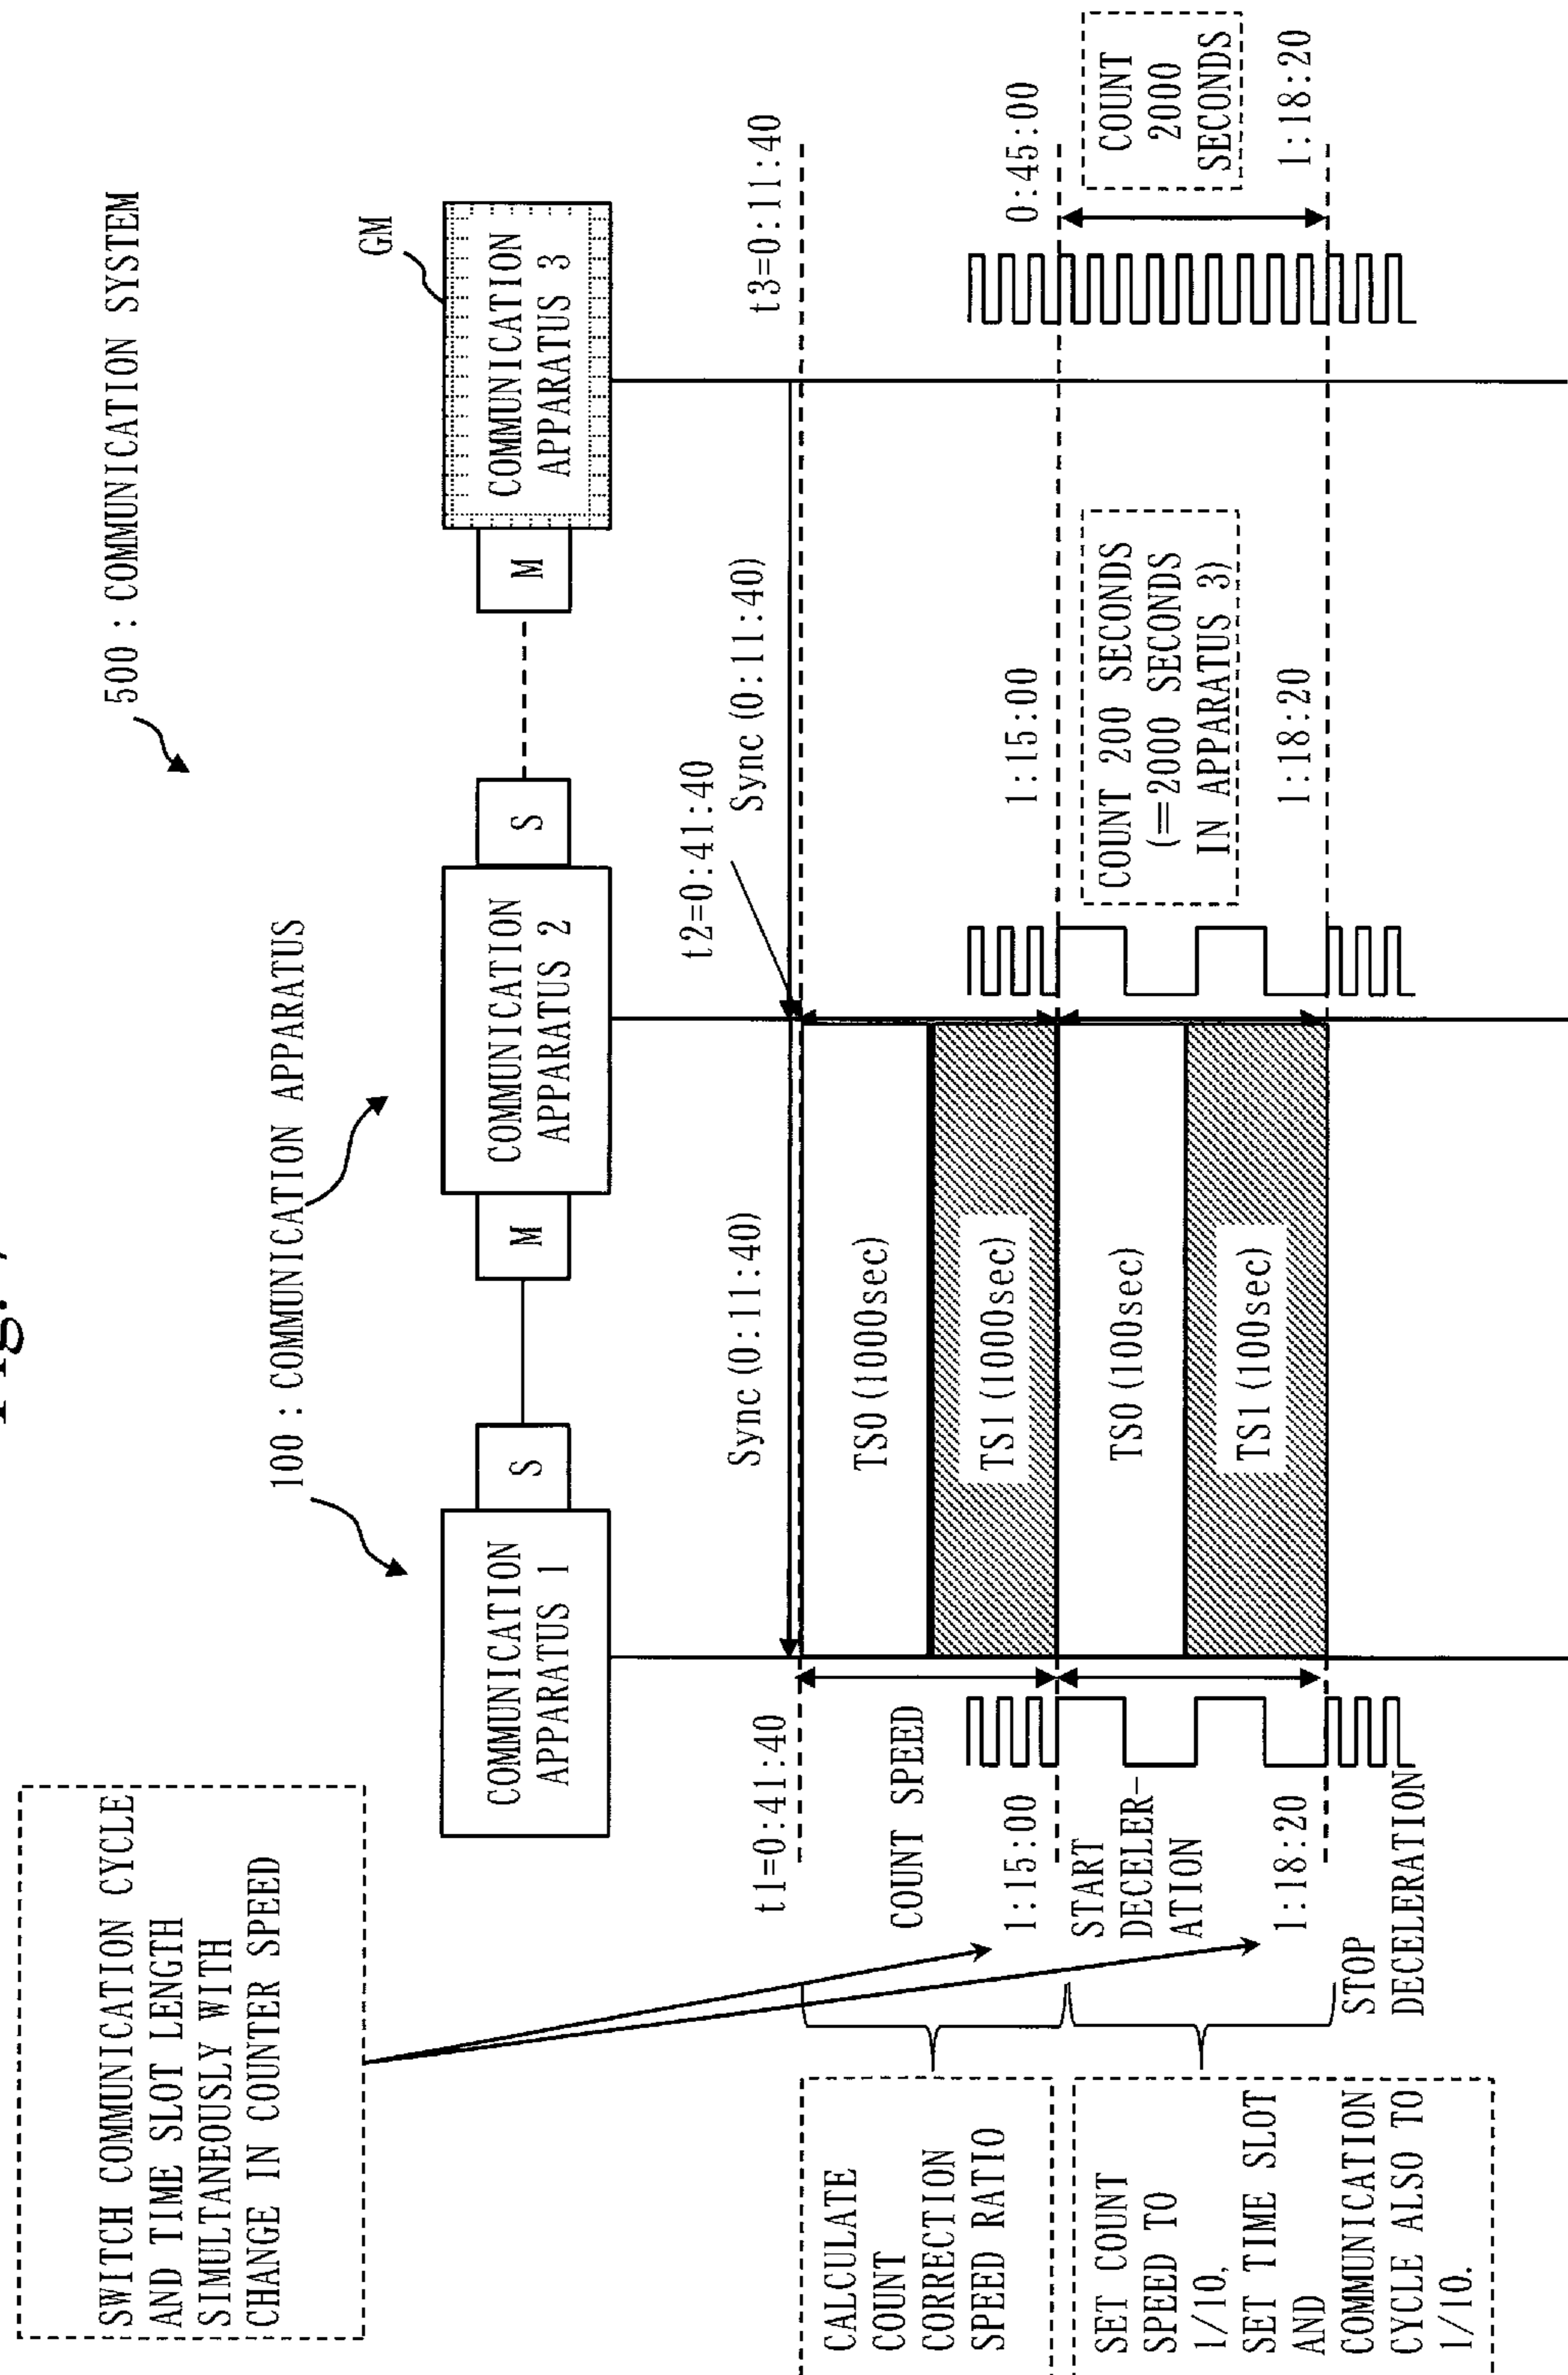 Fig. 7
500 : COMMUNICATION SYSTEM
100 : COMMUNICATION APPARATUS
SWITCH COMMUNICATION CYCLE
AND TIME SLOT LENGTH
SIMULTANEOUSLY WITH
CHANGE IN COUNTER SPEED
COMMUNICATION
APPARATUS 1
S
M
COMMUNICATION
APPARATUS 2
S
M
COMMUNICATION
APPARATUS 3
GM
t1=0:41:40
Sync (0:11:40)
t2=0:41:40
Sync (0:11:40)
t3=0:11:40
CALCULATE
COUNT
CORRECTION
SPEED RATIO
COUNT SPEED
TS0 (1000sec)
TS1 (1000sec)
1:15:00
1:15:00
0:45:00
SET COUNT
SPEED TO
1/10,
SET TIME SLOT
AND
COMMUNICATION
CYCLE ALSO TO
1/10.
START
DECELER-
ATION
TS0 (100sec)
TS1 (100sec)
COUNT 200 SECONDS
(=2000 SECONDS
IN APPARATUS 3)
COUNT
2000
SECONDS
1:18:20
1:18:20
1:18:20
STOP
DECELERATION